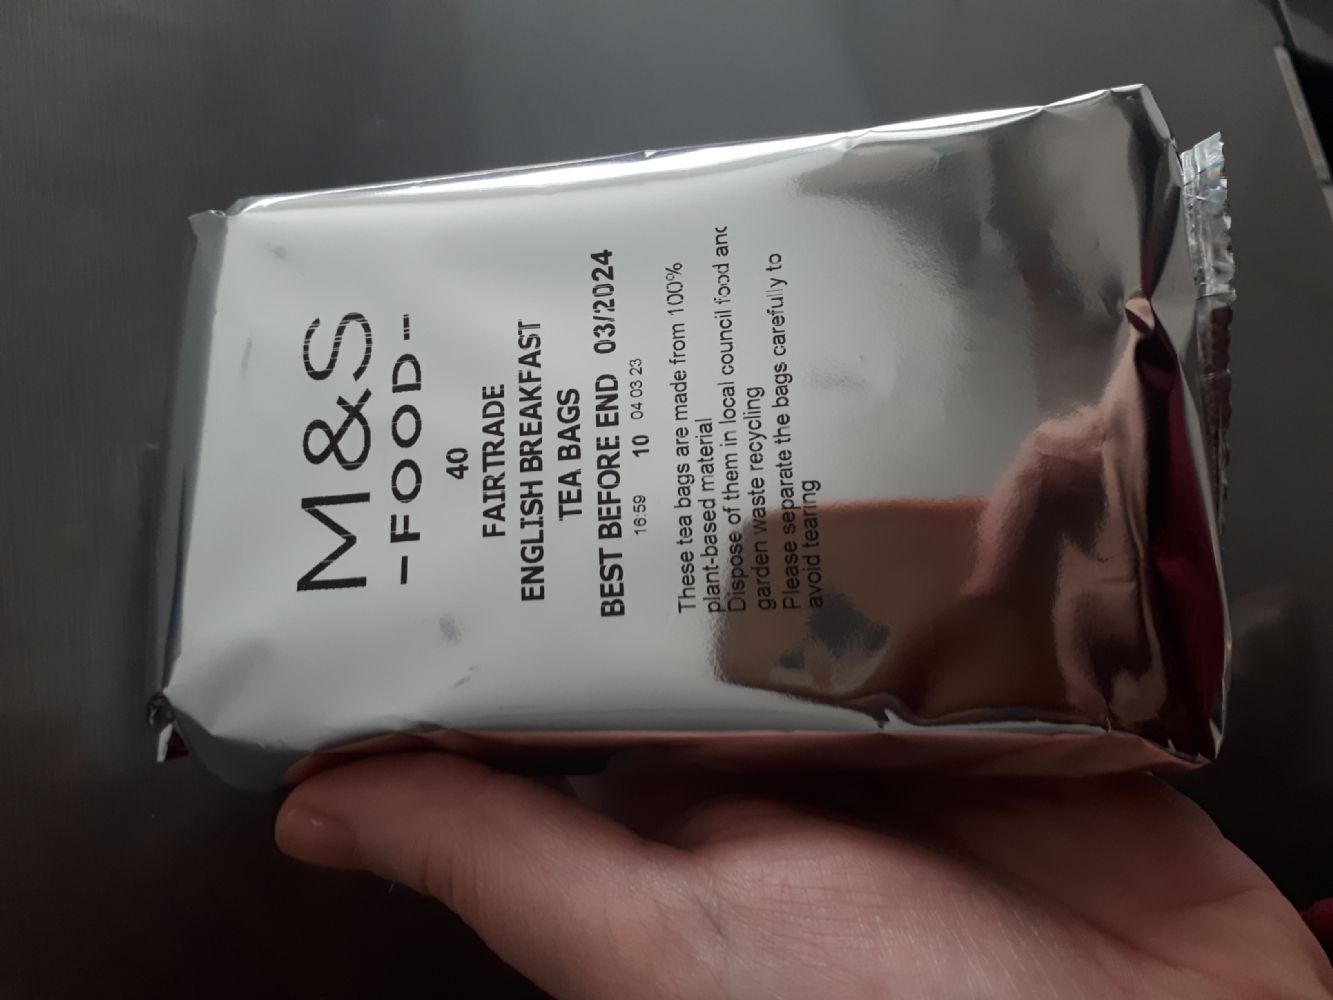 M&S
-FOOD-
40
FAIRTRADE
ENGLISH BREAKFAST
TEA BAGS
BEST BEFORE END 03/2024
16:59 10 04 03 23
These tea bags are made from 100%
plant-based material
Dispose of them in local council food and
garden waste recycling
Please separate the bags carefully to
avoid tearing